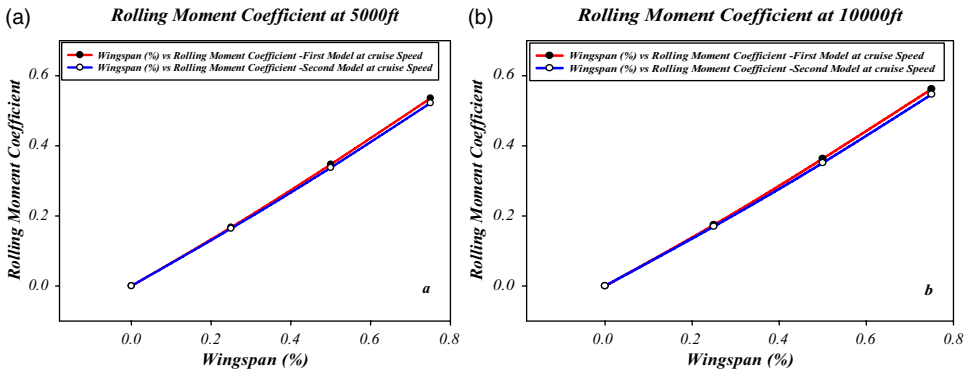 (a)
Rolling Moment Coefficient at 5000ft
Wingspan (%) vs Rolling Moment Coefficient -First Model at cruise Speed
Wingspan (%) vs Rolling Moment Coefficient -Second Model at cruise Speed
Rolling Moment Coefficient
0.6
0.4
0.2
0.0
a
0.0 0.2 0.4 0.6 0.8
Wingspan (%)
(b)
Rolling Moment Coefficient at 10000ft
Wingspan (%) vs Rolling Moment Coefficient -First Model at cruise Speed
Wingspan (%) vs Rolling Moment Coefficient -Second Model at cruise Speed
Rolling Moment Coefficient
0.6
0.4
0.2
0.0
b
0.0 0.2 0.4 0.6 0.8
Wingspan (%)